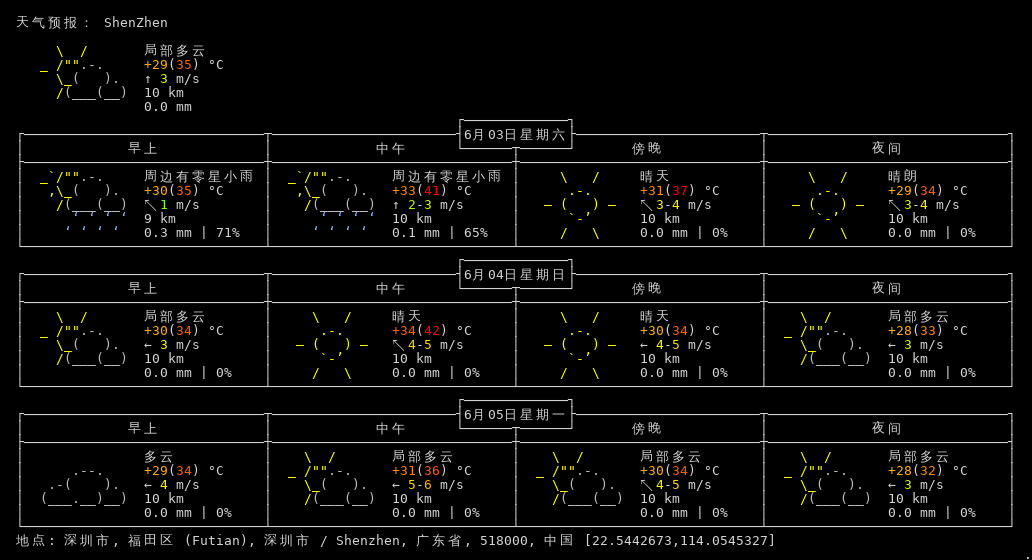 天气预报： ShenZhen
局部多云
+29(35) °C
↑ 3 m/s
10 km
0.0 mm
6月03日星期六
早上 中午 傍晚 夜间
周边有零星小雨 周边有零星小雨 晴天 晴朗
+30(35) °C +33(41) °C +31(37) °C +29(34) °C
↖ 1 m/s ↑ 2-3 m/s ↖ 3-4 m/s ↖ 3-4 m/s
9 km 10 km 10 km 10 km
0.3 mm | 71% 0.1 mm | 65% 0.0 mm | 0% 0.0 mm | 0%
6月04日星期日
早上 中午 傍晚 夜间
局部多云 晴天 晴天 局部多云
+30(34) °C +34(42) °C +30(34) °C +28(33) °C
← 3 m/s ↖ 4-5 m/s ← 4-5 m/s ← 3 m/s
10 km 10 km 10 km 10 km
0.0 mm | 0% 0.0 mm | 0% 0.0 mm | 0% 0.0 mm | 0%
6月05日星期一
早上 中午 傍晚 夜间
多云 局部多云 局部多云 局部多云
+29(34) °C +31(36) °C +30(34) °C +28(32) °C
← 4 m/s ← 5-6 m/s ↖ 4-5 m/s ← 3 m/s
10 km 10 km 10 km 10 km
0.0 mm | 0% 0.0 mm | 0% 0.0 mm | 0% 0.0 mm | 0%
地点: 深圳市, 福田区 (Futian), 深圳市 / Shenzhen, 广东省, 518000, 中国 [22.5442673,114.0545327]